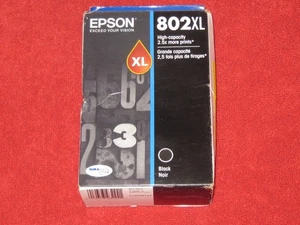 EPSON
EXCEED YOUR VISION
802XL
High-capacity
2.5x more prints*
Grande capacité
2,5 fois plus de tirages*
XL
3
Black
Noir